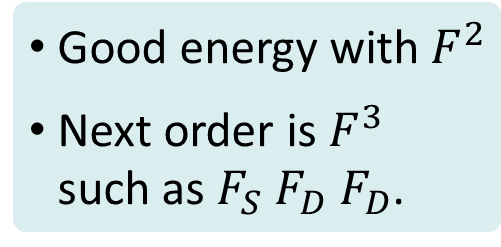 • Good energy with F²
• Next order is F³
such as F_S F_D F_D.